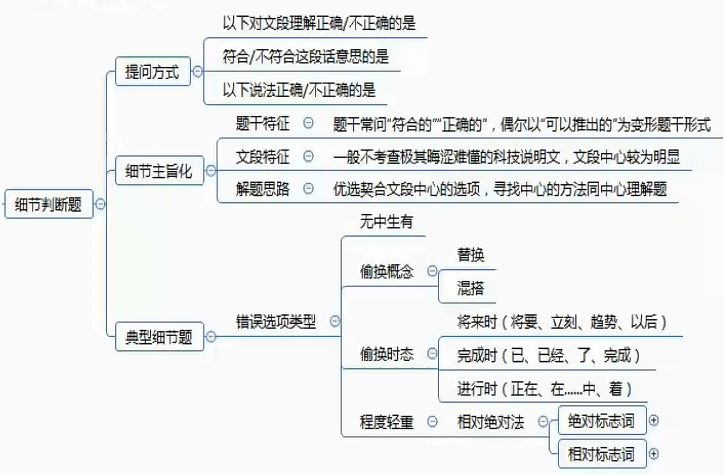 细节判断题
提问方式
以下对文段理解正确/不正确的是
符合/不符合这段话意思的是
以下说法正确/不正确的是
细节主旨化
题干特征
题干常问“符合的”“正确的”，偶尔以“可以推出的”为变形题干形式
文段特征
一般不考查极其晦涩难懂的科技说明文，文段中心较为明显
解题思路
优选契合文段中心的选项，寻找中心的方法同中心理解题
典型细节题
错误选项类型
无中生有
偷换概念
替换
混搭
偷换时态
将来时（将要、立刻、趋势、以后）
完成时（已、已经、了、完成）
进行时（正在、在……中、着）
程度轻重
相对绝对法
绝对标志词
相对标志词